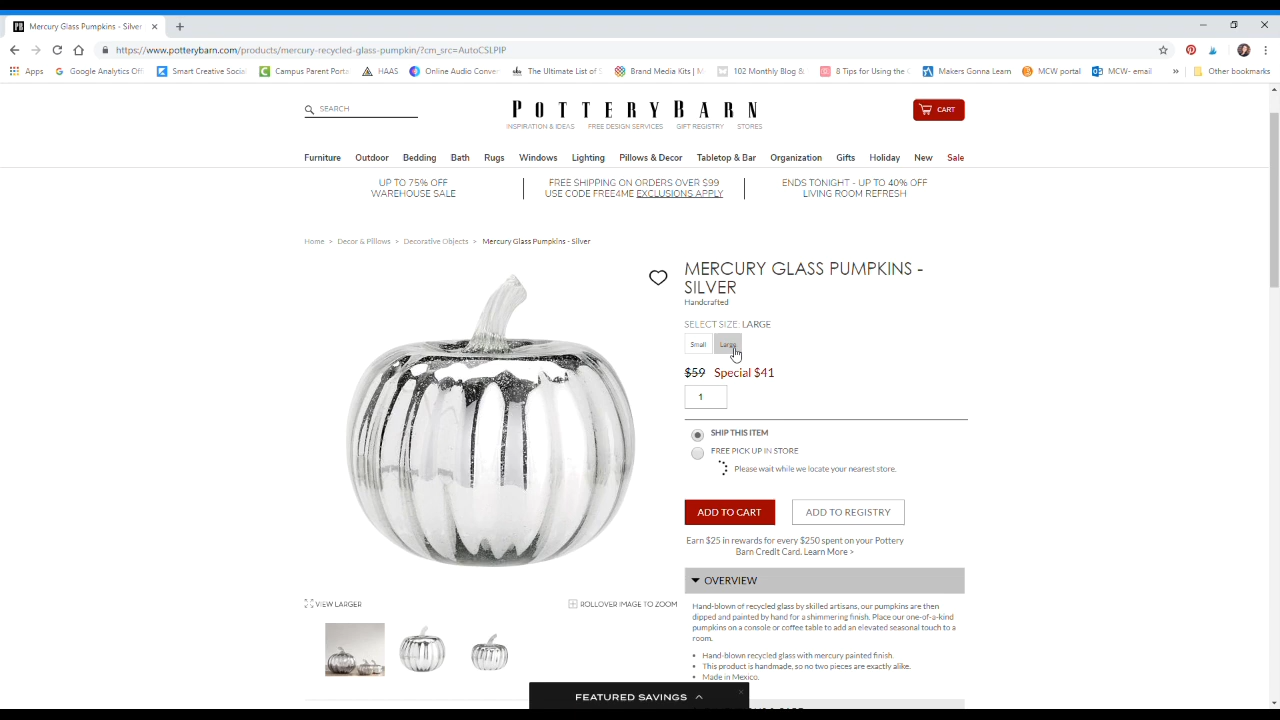 PB Mercury Glass Pumpkins - Silver
https://www.potterybarn.com/products/mercury-recycled-glass-pumpkin/?cm_src=AutoCSLPIP
Apps Google Analytics Offi Smart Creative Social Campus Parent Porta HAAS Online Audio Conver The Ultimate List of S Brand Media Kits | M 102 Monthly Blog & 8 Tips for Using the C Makers Gonna Learn MCW portal MCW- email » Other bookmarks
SEARCH
POTTERY BARN
CART
INSPIRATION & IDEAS FREE DESIGN SERVICES GIFT REGISTRY STORES
Furniture Outdoor Bedding Bath Rugs Windows Lighting Pillows & Decor Tabletop & Bar Organization Gifts Holiday New Sale
UP TO 75% OFF
WAREHOUSE SALE
FREE SHIPPING ON ORDERS OVER $99
USE CODE FREE4ME EXCLUSIONS APPLY
ENDS TONIGHT - UP TO 40% OFF
LIVING ROOM REFRESH
Home > Decor & Pillows > Decorative Objects > Mercury Glass Pumpkins - Silver
MERCURY GLASS PUMPKINS -
SILVER
Handcrafted
SELECT SIZE: LARGE
Small Large
$59 Special $41
1
SHIP THIS ITEM
FREE PICK UP IN STORE
Please wait while we locate your nearest store.
ADD TO CART ADD TO REGISTRY
Earn $25 in rewards for every $250 spent on your Pottery
Barn Credit Card. Learn More >
OVERVIEW
Hand-blown of recycled glass by skilled artisans, our pumpkins are then
dipped and painted by hand for a shimmering finish. Place our one-of-a-kind
pumpkins on a console or coffee table to add an elevated seasonal touch to a
room.
• Hand-blown recycled glass with mercury painted finish.
• This product is handmade, so no two pieces are exactly alike.
• Made in Mexico.
VIEW LARGER ROLLOVER IMAGE TO ZOOM
FEATURED SAVINGS